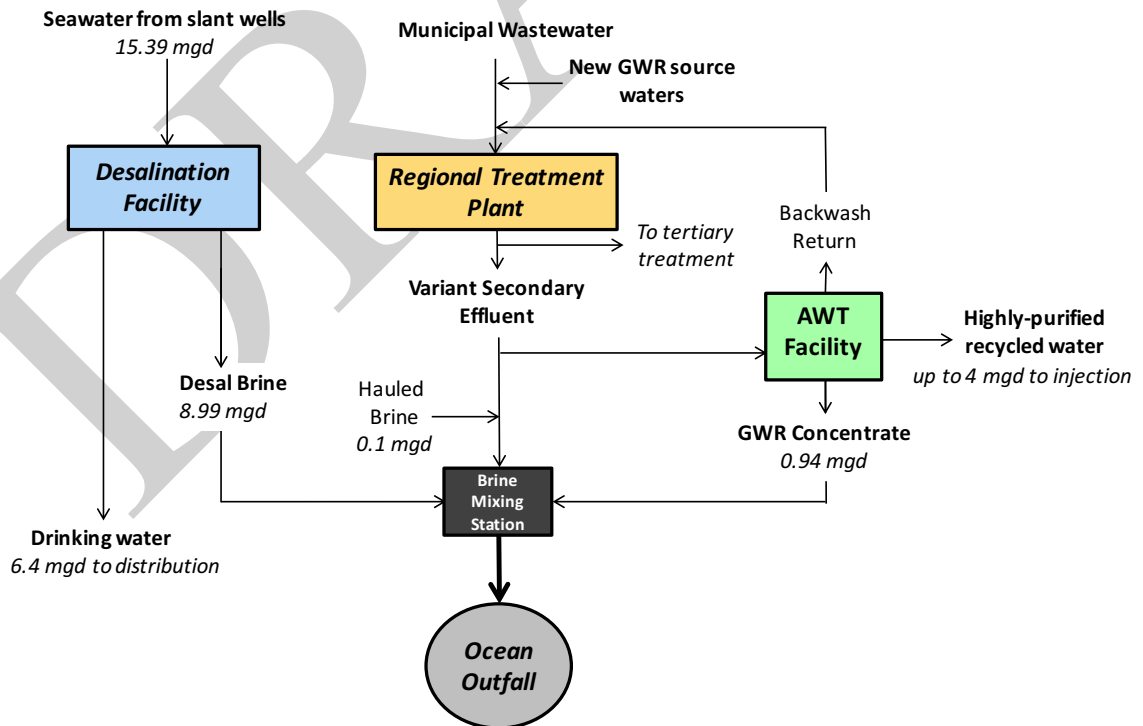 Seawater from slant wells
15.39 mgd
Municipal Wastewater
New GWR source
waters
Desalination
Facility
Regional Treatment
Plant
Backwash
Return
To tertiary
treatment
Variant Secondary
Effluent
AWT
Facility
Highly-purified
recycled water
up to 4 mgd to injection
Desal Brine
8.99 mgd
Hauled
Brine
0.1 mgd
GWR Concentrate
0.94 mgd
Brine
Mixing
Station
Drinking water
6.4 mgd to distribution
Ocean
Outfall
DRA